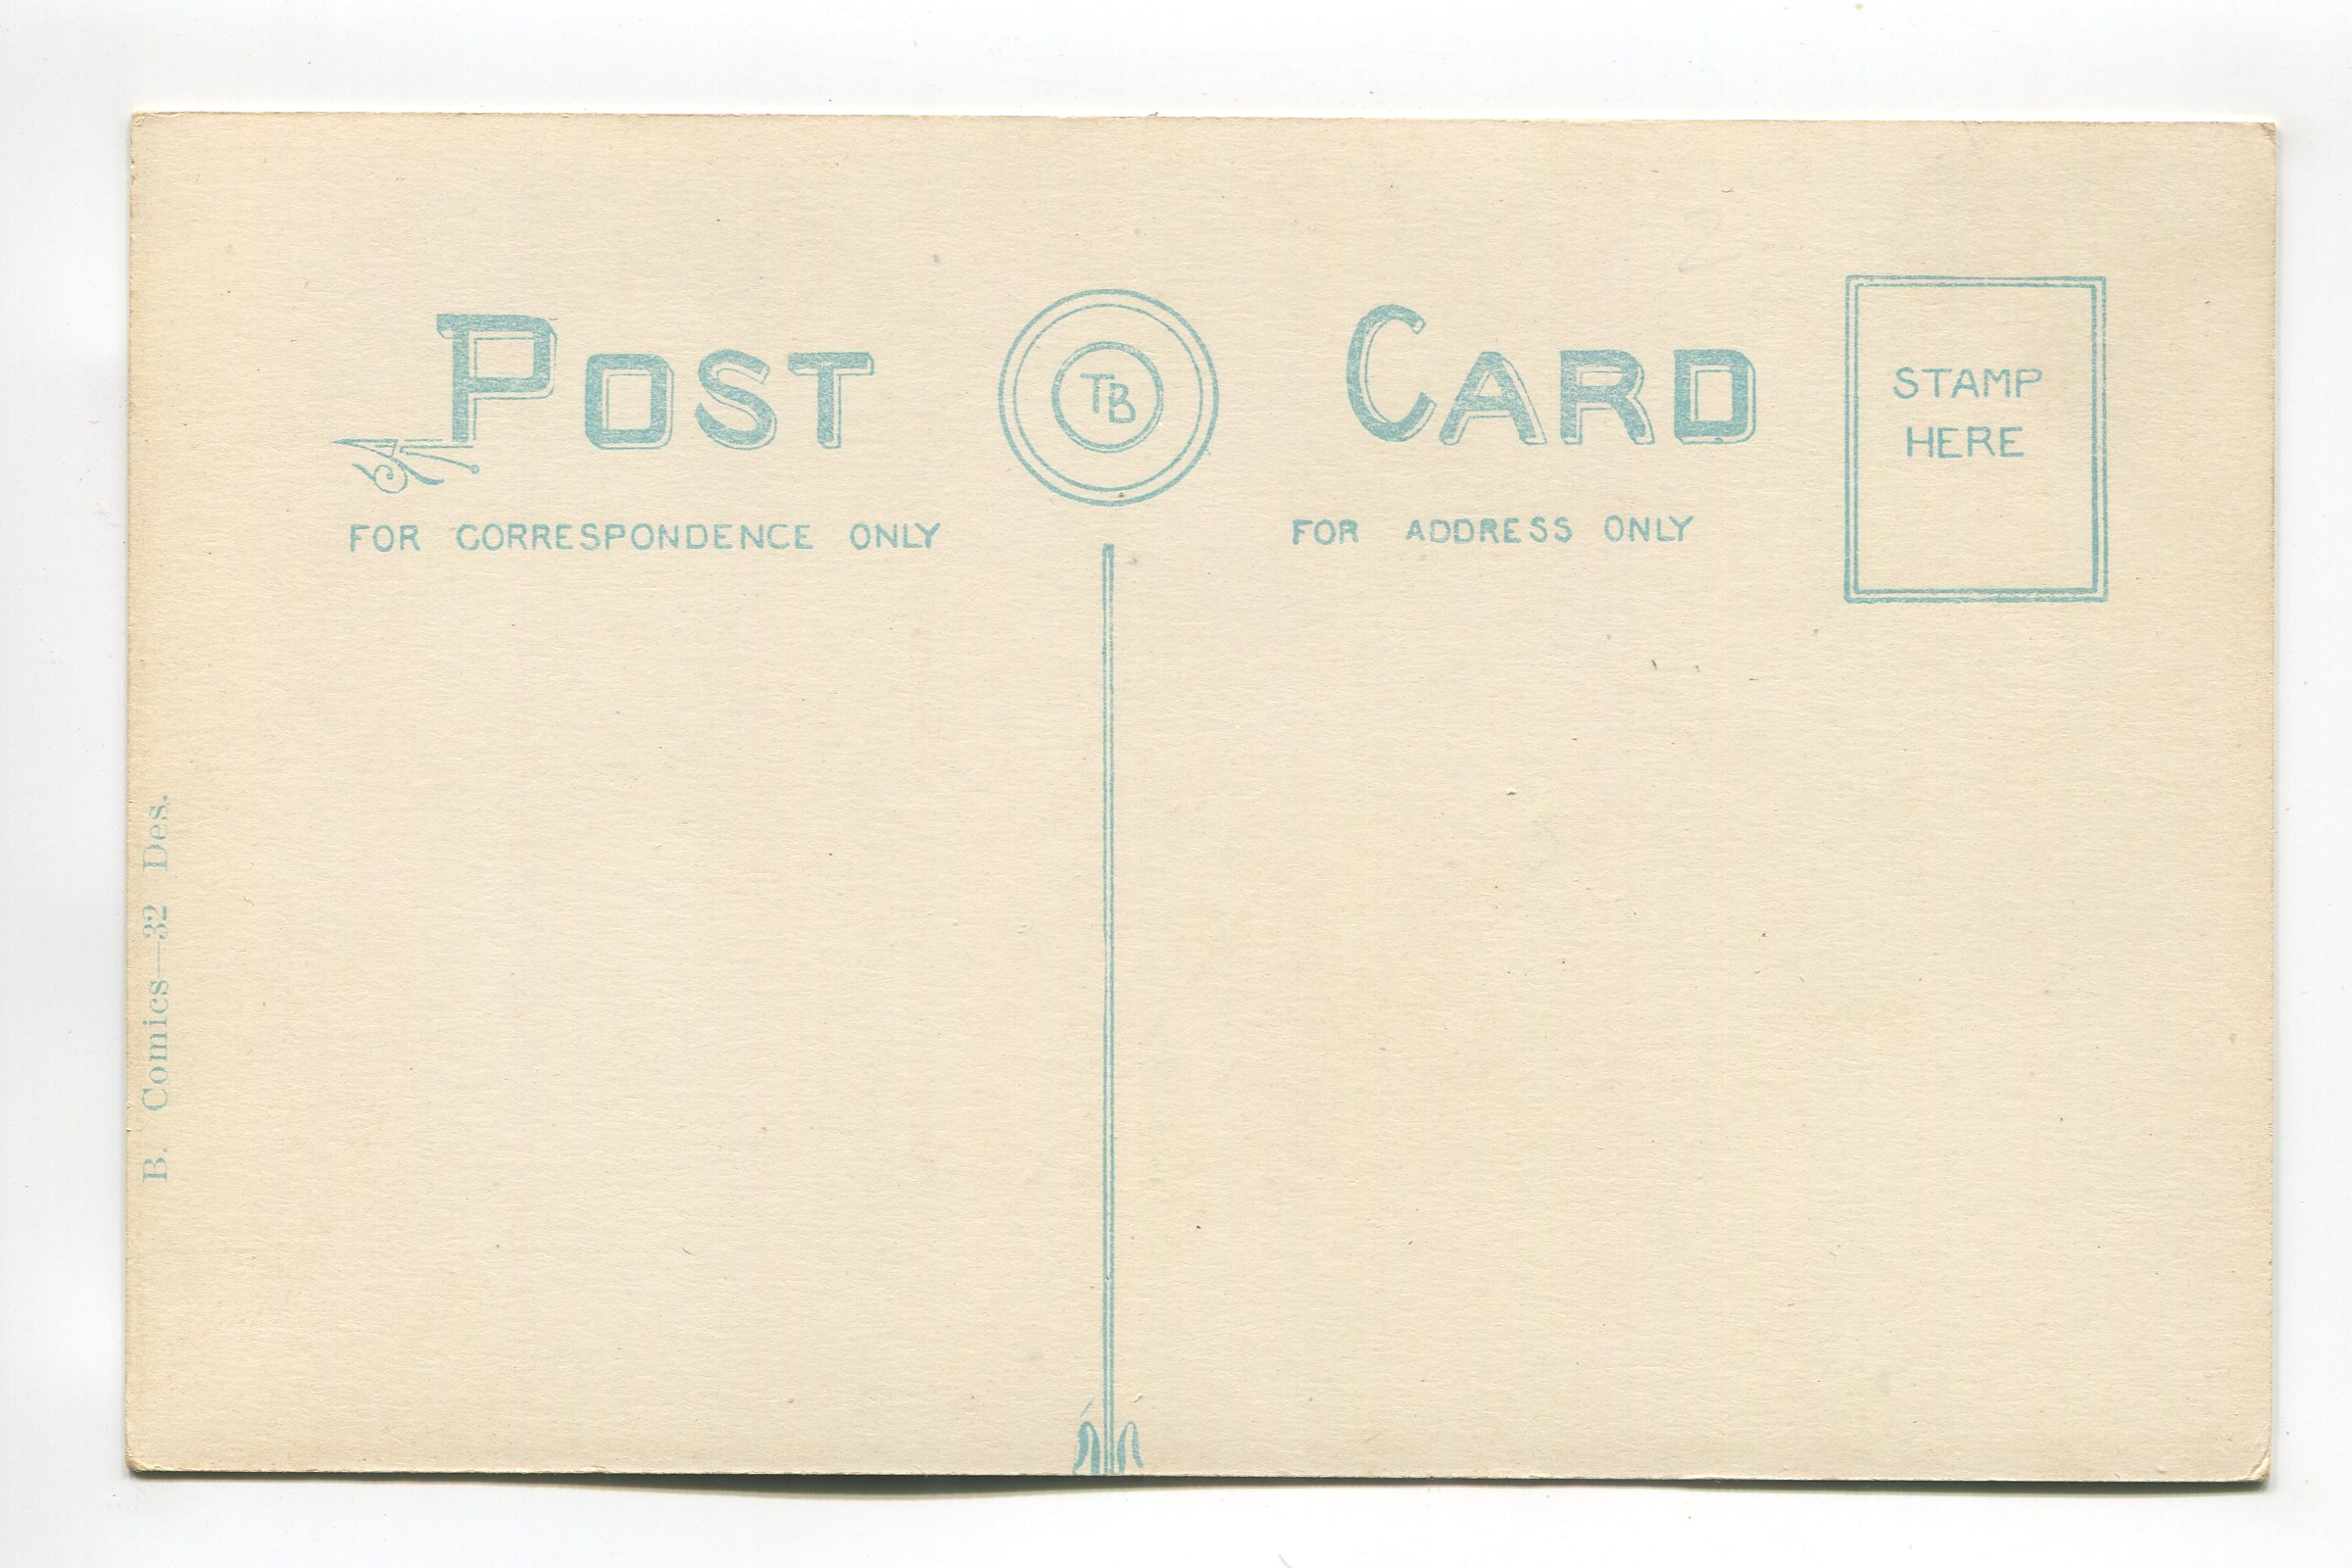 POST CARD
TB
STAMP
HERE
FOR CORRESPONDENCE ONLY
FOR ADDRESS ONLY
B. Comics—32 Des.